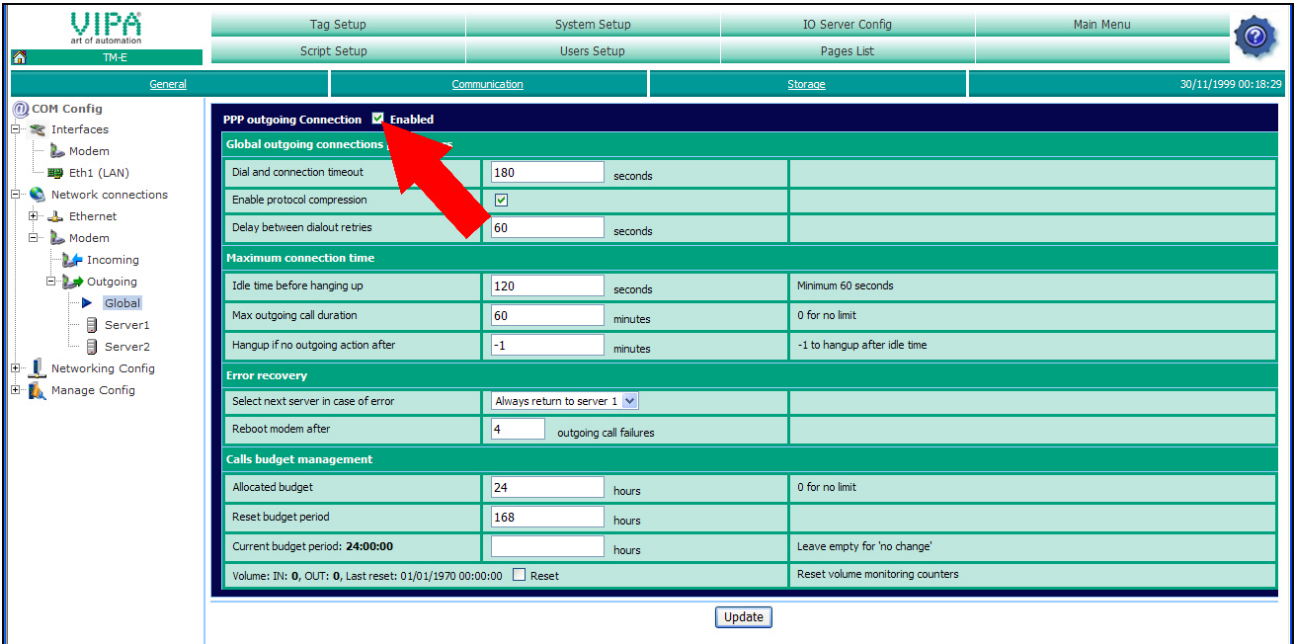 VIPA
art of automation
TM-E
Tag Setup System Setup IO Server Config Main Menu
Script Setup Users Setup Pages List
General Communication Storage 30/11/1999 00:18:29
COM Config
Interfaces
Modem
Eth1 (LAN)
Network connections
Ethernet
Modem
Incoming
Outgoing
Global
Server1
Server2
Networking Config
Manage Config
PPP outgoing Connection Enabled
Global outgoing connections
Dial and connection timeout 180 seconds
Enable protocol compression
Delay between dialout retries 60 seconds
Maximum connection time
Idle time before hanging up 120 seconds Minimum 60 seconds
Max outgoing call duration 60 minutes 0 for no limit
Hangup if no outgoing action after -1 minutes -1 to hangup after idle time
Error recovery
Select next server in case of error Always return to server 1
Reboot modem after 4 outgoing call failures
Calls budget management
Allocated budget 24 hours 0 for no limit
Reset budget period 168 hours
Current budget period: 24:00:00 hours Leave empty for 'no change'
Volume: IN: 0, OUT: 0, Last reset: 01/01/1970 00:00:00 Reset Reset volume monitoring counters
Update